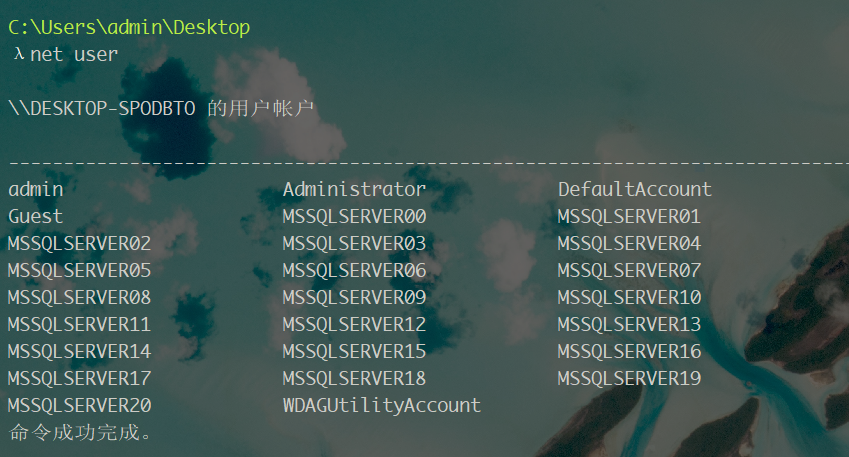 C:\Users\admin\Desktop
λ net user
\\DESKTOP-SPODBTO 的用户帐户
-------------------------------------------------------------------------------
admin                    Administrator            DefaultAccount
Guest                    MSSQLSERVER00            MSSQLSERVER01
MSSQLSERVER02            MSSQLSERVER03            MSSQLSERVER04
MSSQLSERVER05            MSSQLSERVER06            MSSQLSERVER07
MSSQLSERVER08            MSSQLSERVER09            MSSQLSERVER10
MSSQLSERVER11            MSSQLSERVER12            MSSQLSERVER13
MSSQLSERVER14            MSSQLSERVER15            MSSQLSERVER16
MSSQLSERVER17            MSSQLSERVER18            MSSQLSERVER19
MSSQLSERVER20            WDAGUtilityAccount
命令成功完成。